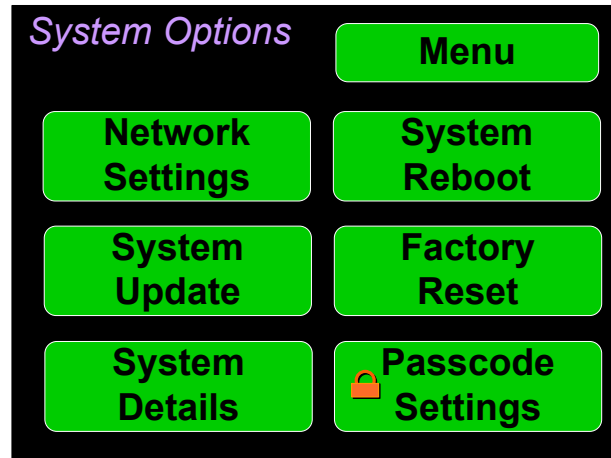 System Options
Menu
Network
Settings
System
Reboot
System
Update
Factory
Reset
System
Details
Passcode
Settings